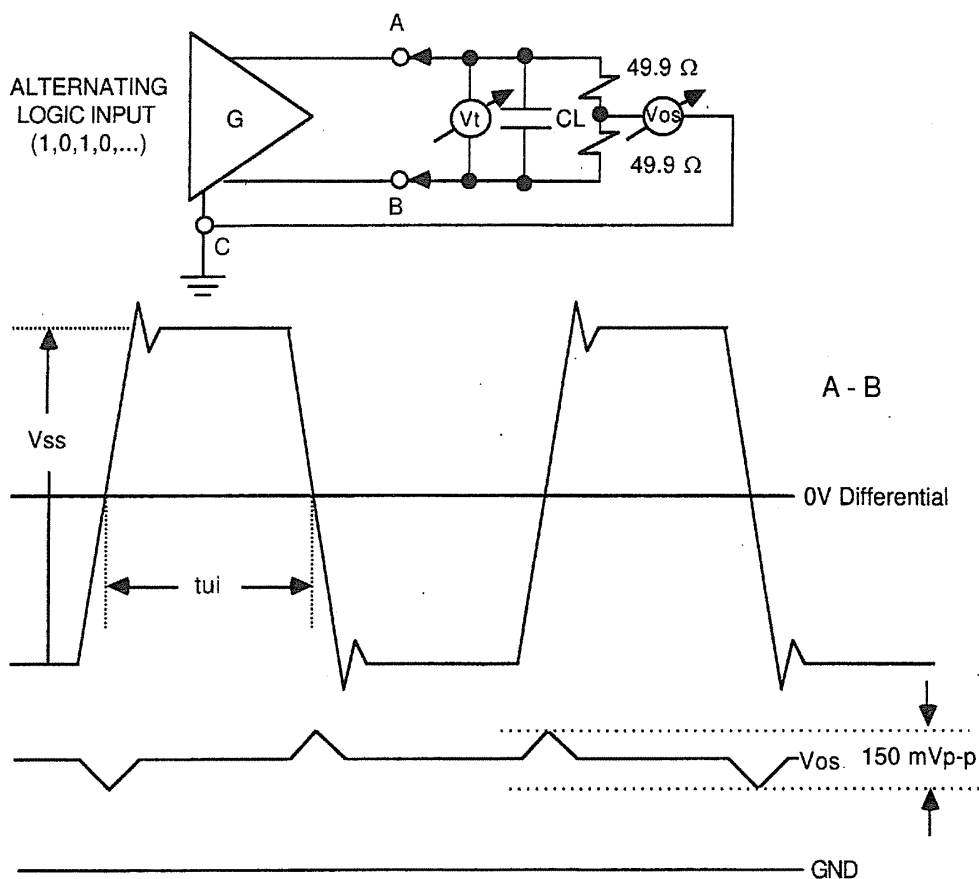 A
49.9 Ω
ALTERNATING
LOGIC INPUT
(1,0,1,0,...)
G
Vt
CL
Vos
49.9 Ω
B
C
A - B
Vss
0V Differential
tui
Vos
150 mVp-p
GND